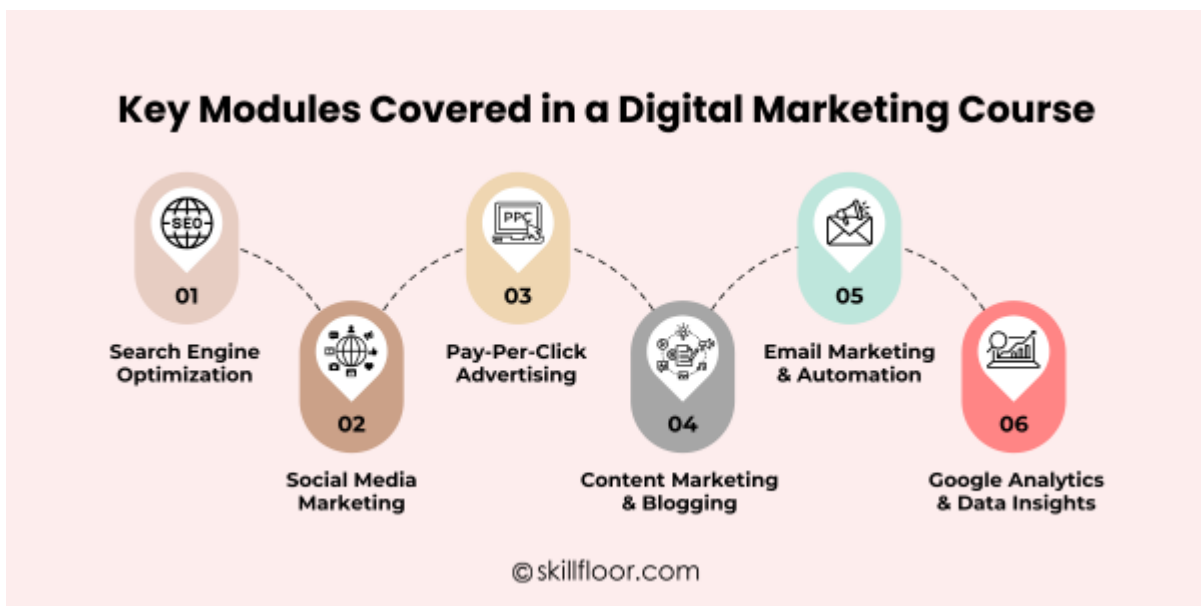 Key Modules Covered in a Digital Marketing Course
SEO
01
Search Engine
Optimization
02
Social Media
Marketing
PPC
03
Pay-Per-Click
Advertising
04
Content Marketing
& Blogging
05
Email Marketing
& Automation
06
Google Analytics
& Data Insights
©skillfloor.com